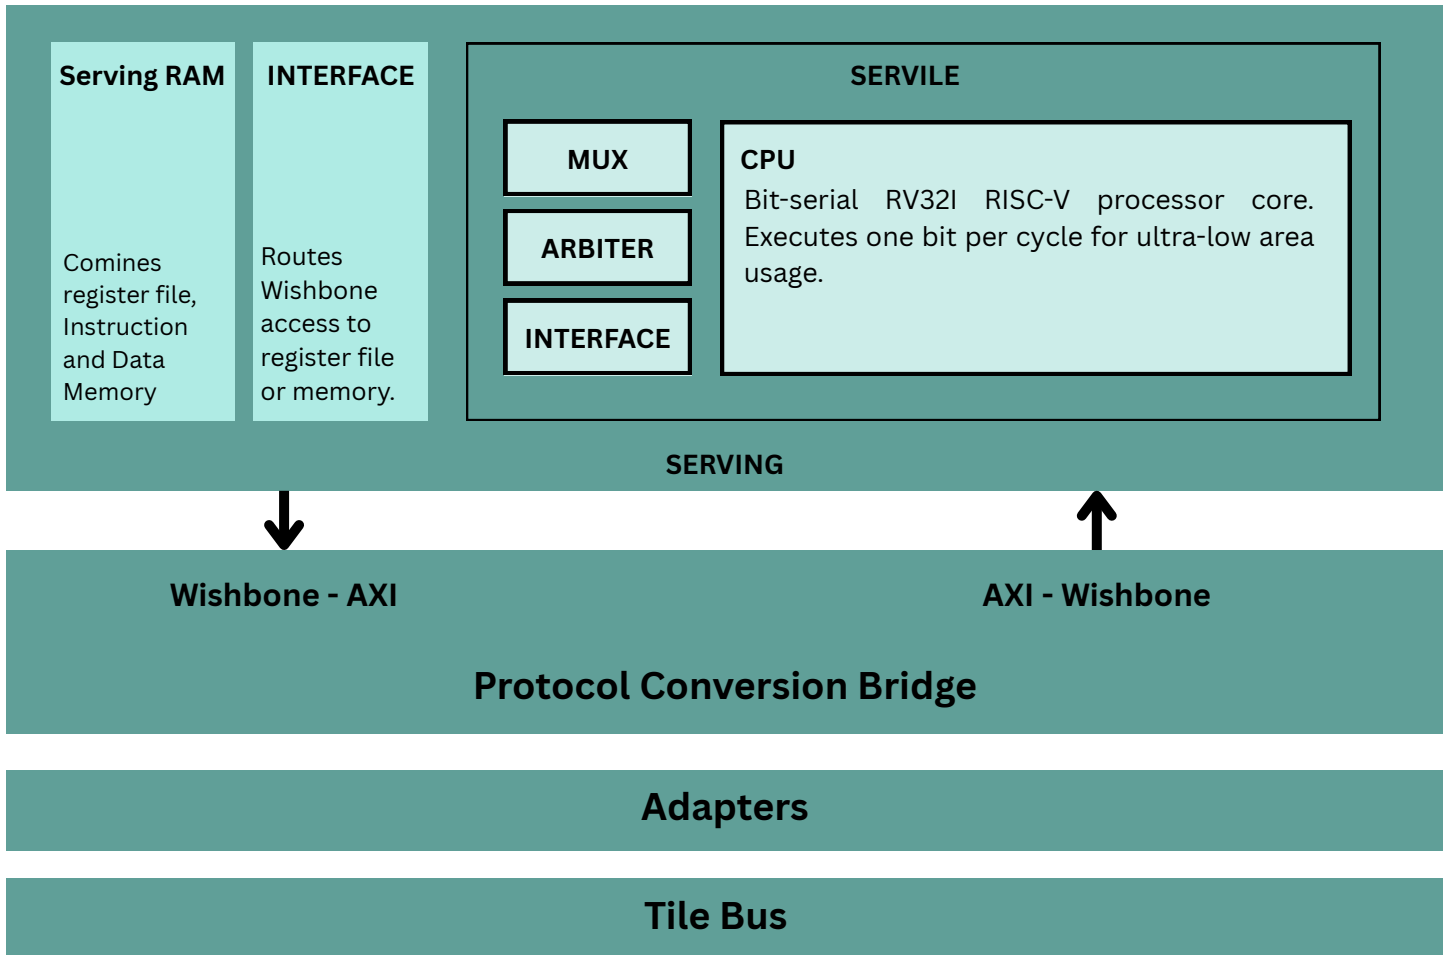 Serving RAM
Comines
register file,
Instruction
and Data
Memory
INTERFACE
Routes
Wishbone
access to
register file
or memory.
SERVILE
MUX
ARBITER
INTERFACE
CPU
Bit-serial RV32I RISC-V processor core.
Executes one bit per cycle for ultra-low area
usage.
SERVING
Wishbone - AXI
AXI - Wishbone
Protocol Conversion Bridge
Adapters
Tile Bus